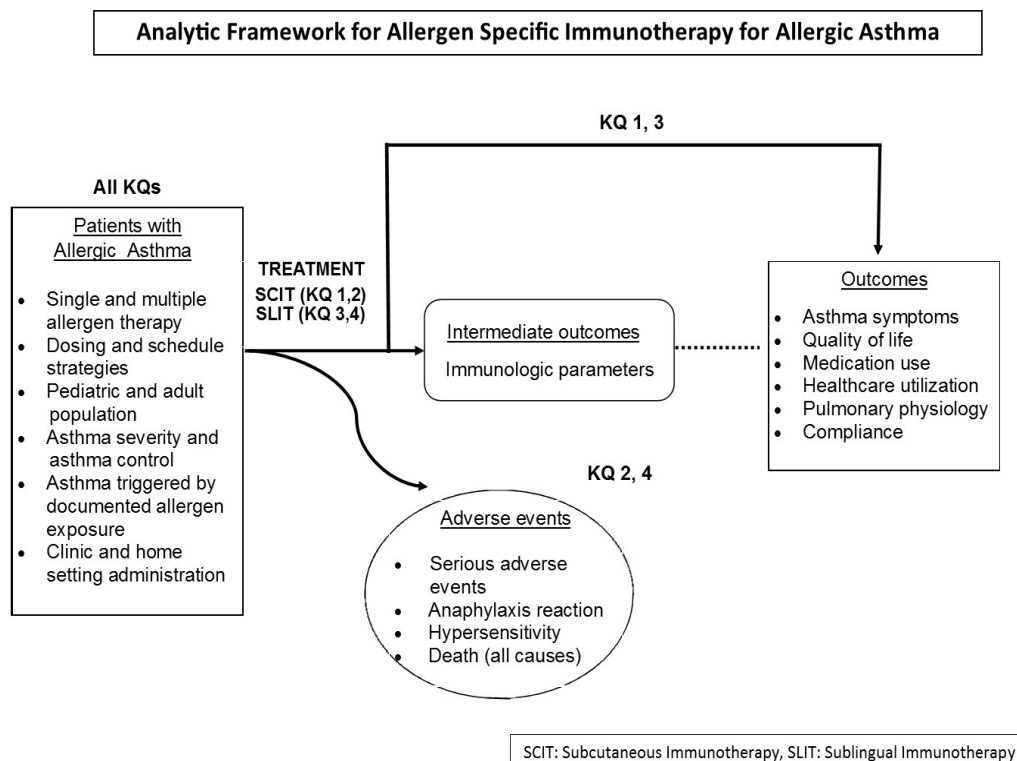 Analytic Framework for Allergen Specific Immunotherapy for Allergic Asthma
KQ 1, 3
All KQs
Patients with
Allergic Asthma
• Single and multiple
allergen therapy
• Dosing and schedule
strategies
• Pediatric and adult
population
• Asthma severity and
asthma control
• Asthma triggered by
documented allergen
exposure
• Clinic and home
setting administration
TREATMENT
SCIT (KQ 1,2)
SLIT (KQ 3,4)
Intermediate outcomes
Immunologic parameters
Outcomes
• Asthma symptoms
• Quality of life
• Medication use
• Healthcare utilization
• Pulmonary physiology
• Compliance
KQ 2, 4
Adverse events
• Serious adverse
events
• Anaphylaxis reaction
• Hypersensitivity
• Death (all causes)
SCIT: Subcutaneous Immunotherapy, SLIT: Sublingual Immunotherapy